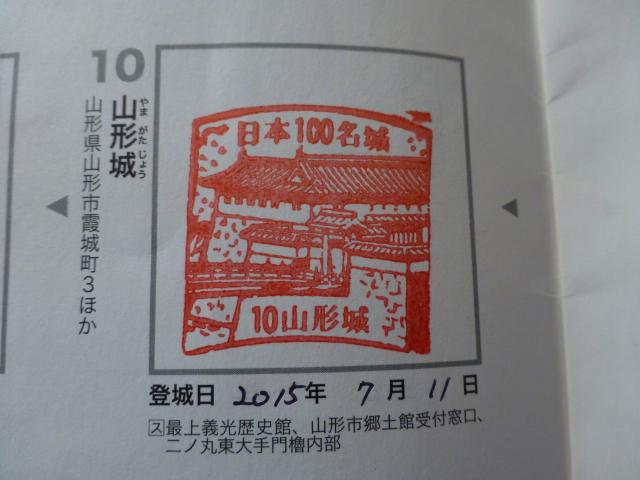 10
山形城
やま がた じょう
山形県山形市霞城町3ほか
日本100名城
10山形城
登城日 2015年 7月 11日
ス最上義光歴史館、山形市郷土館受付窓口、
二ノ丸東大手門櫓内部